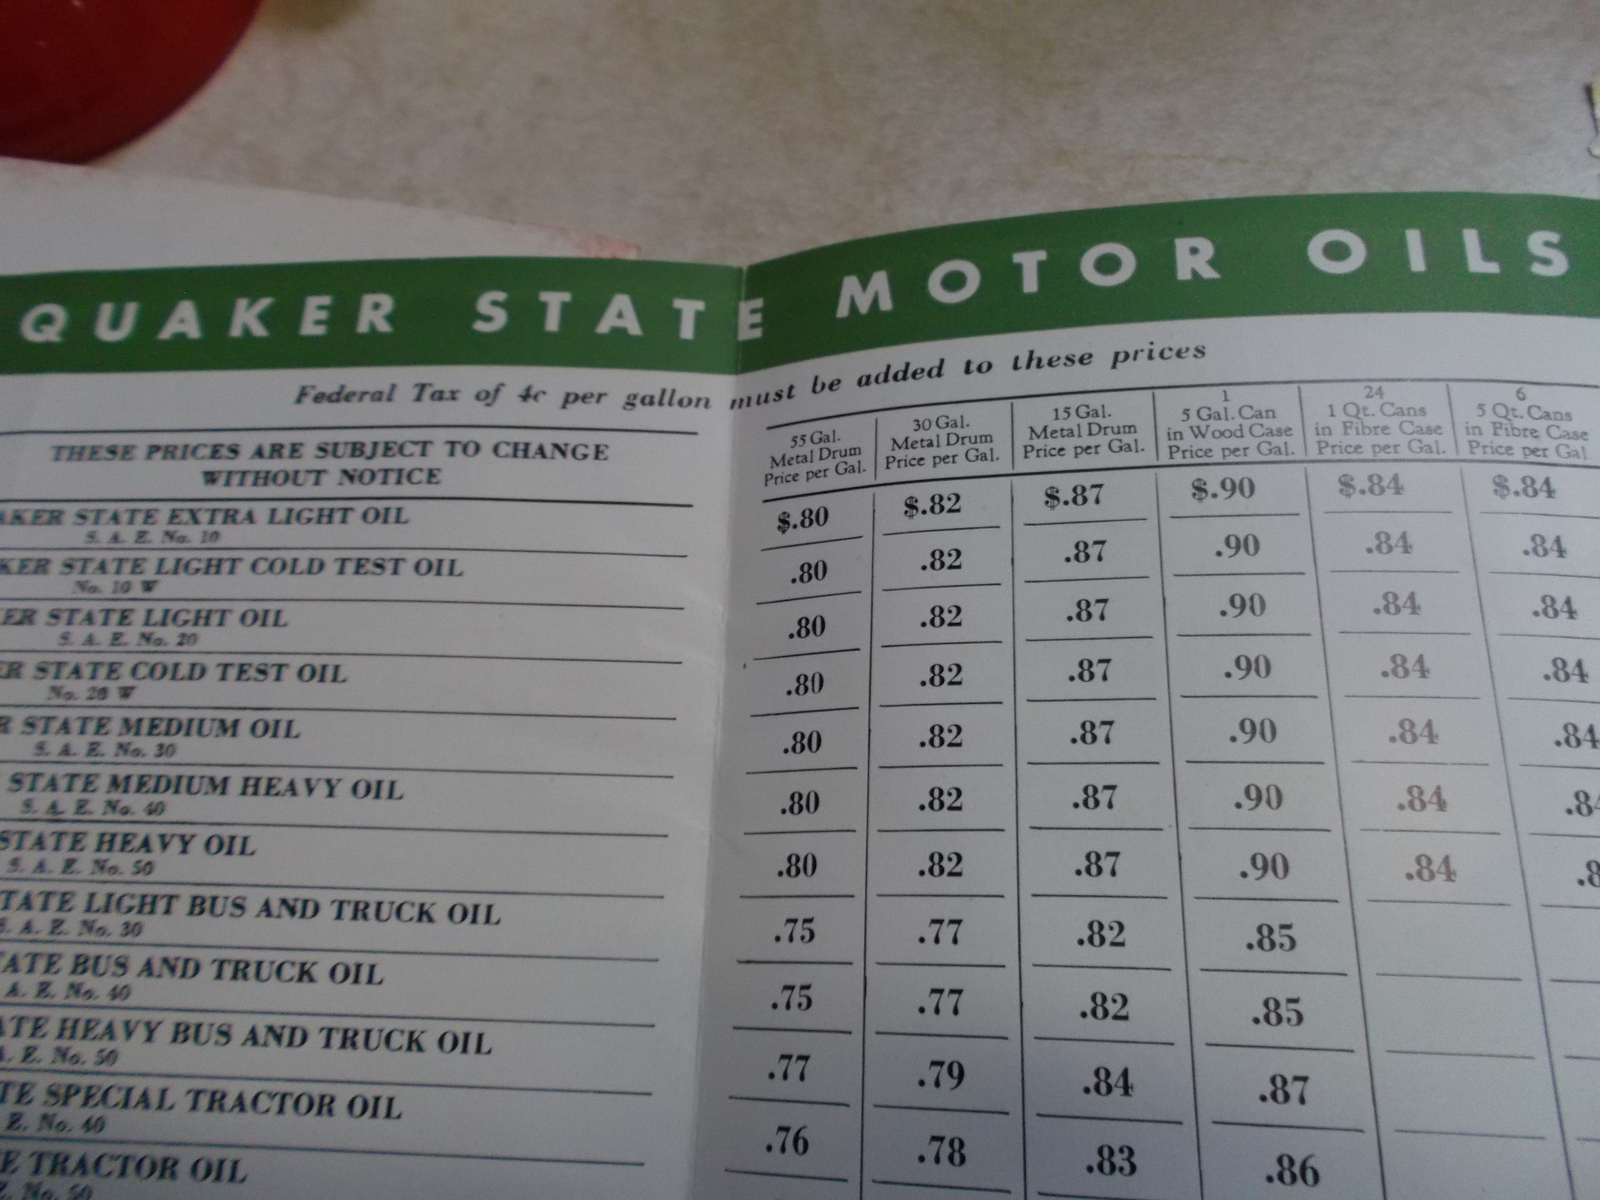 QUAKER STATE MOTOR OILS
Federal Tax of 4c per gallon must be added to these prices
THESE PRICES ARE SUBJECT TO CHANGE
WITHOUT NOTICE
55 Gal.
Metal Drum
Price per Gal.
30 Gal.
Metal Drum
Price per Gal.
15 Gal.
Metal Drum
Price per Gal.
1
5 Gal. Can
in Wood Case
Price per Gal.
24
1 Qt. Cans
in Fibre Case
Price per Gal.
6
5 Qt. Cans
in Fibre Case
Price per Gal
AKER STATE EXTRA LIGHT OIL $.80 $.82 $.87 $.90 $.84 $.84
S. A. E. No. 10
KER STATE LIGHT COLD TEST OIL .80 .82 .87 .90 .84 .84
No. 10 W
ER STATE LIGHT OIL .80 .82 .87 .90 .84 .84
S. A. E. No. 20
R STATE COLD TEST OIL .80 .82 .87 .90 .84 .84
No. 20 W
R STATE MEDIUM OIL .80 .82 .87 .90 .84 .84
S. A. E. No. 30
STATE MEDIUM HEAVY OIL .80 .82 .87 .90 .84 .84
S. A. E. No. 40
STATE HEAVY OIL .80 .82 .87 .90 .84 .8
S. A. E. No. 50
TATE LIGHT BUS AND TRUCK OIL .75 .77 .82 .85
S. A. E. No. 30
ATE BUS AND TRUCK OIL .75 .77 .82 .85
A. E. No. 40
ATE HEAVY BUS AND TRUCK OIL .77 .79 .84 .87
A. E. No. 50
TE SPECIAL TRACTOR OIL .76 .78 .83 .86
E. No. 40
E TRACTOR OIL
E. No. 50